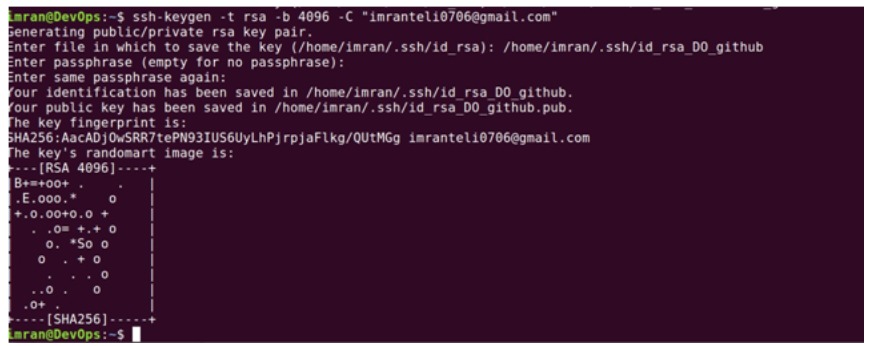 imran@DevOps:~$ ssh-keygen -t rsa -b 4096 -C "imranteli0706@gmail.com"
Generating public/private rsa key pair.
Enter file in which to save the key (/home/imran/.ssh/id_rsa): /home/imran/.ssh/id_rsa_DO_github
Enter passphrase (empty for no passphrase):
Enter same passphrase again:
Your identification has been saved in /home/imran/.ssh/id_rsa_DO_github.
Your public key has been saved in /home/imran/.ssh/id_rsa_DO_github.pub.
The key fingerprint is:
SHA256:AacADjOwSRR7tePN93IUS6UyLhPjrpjaFlkg/QUtMGg imranteli0706@gmail.com
The key's randomart image is:
+---[RSA 4096]----+
|B+=+oo+ .    .   |
|.E.ooo.*    o    |
|+.o.oo+o.o +     |
|  . .o= +.+ o    |
|    o. *So o     |
|   o  . + o      |
|    .  . . o     |
|  ..o .   o      |
| .o+ .           |
+----[SHA256]-----+
imran@DevOps:~$